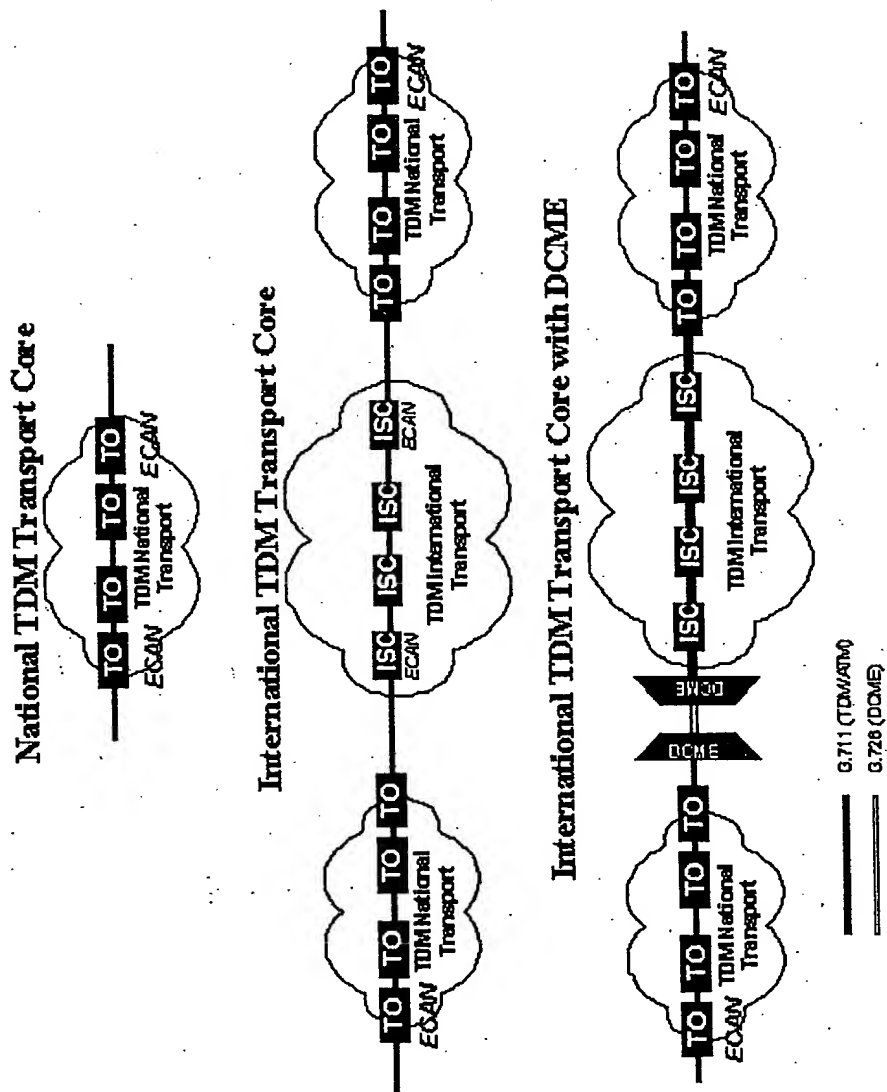 National TDM Transport Core
TO TO TO TO
ECAN TDM National ECAN
Transport
International TDM Transport Core
TO TO TO TO ISC ISC ISC ISC TO TO TO TO
ECAN TDM National ECAN TDM International ECAN TDM National ECAN
Transport Transport Transport
International TDM Transport Core with DCME
TO TO TO TO DCME DCME ISC ISC ISC ISC TO TO TO TO
ECAN TDM National TDM International TDM National ECAN
Transport Transport Transport
G.711 (TDM/ATM)
G.728 (DCME)